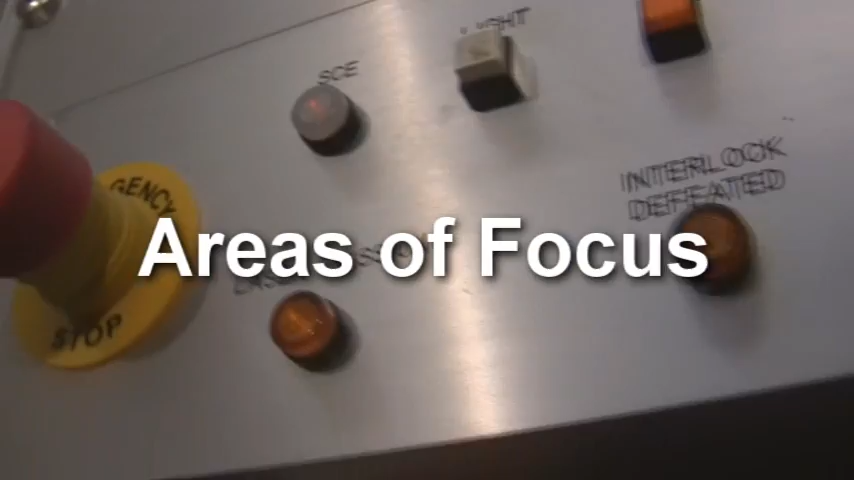 SCE
INTERLOCK
DEFEATED
GENCY
Areas of Focus
STOP